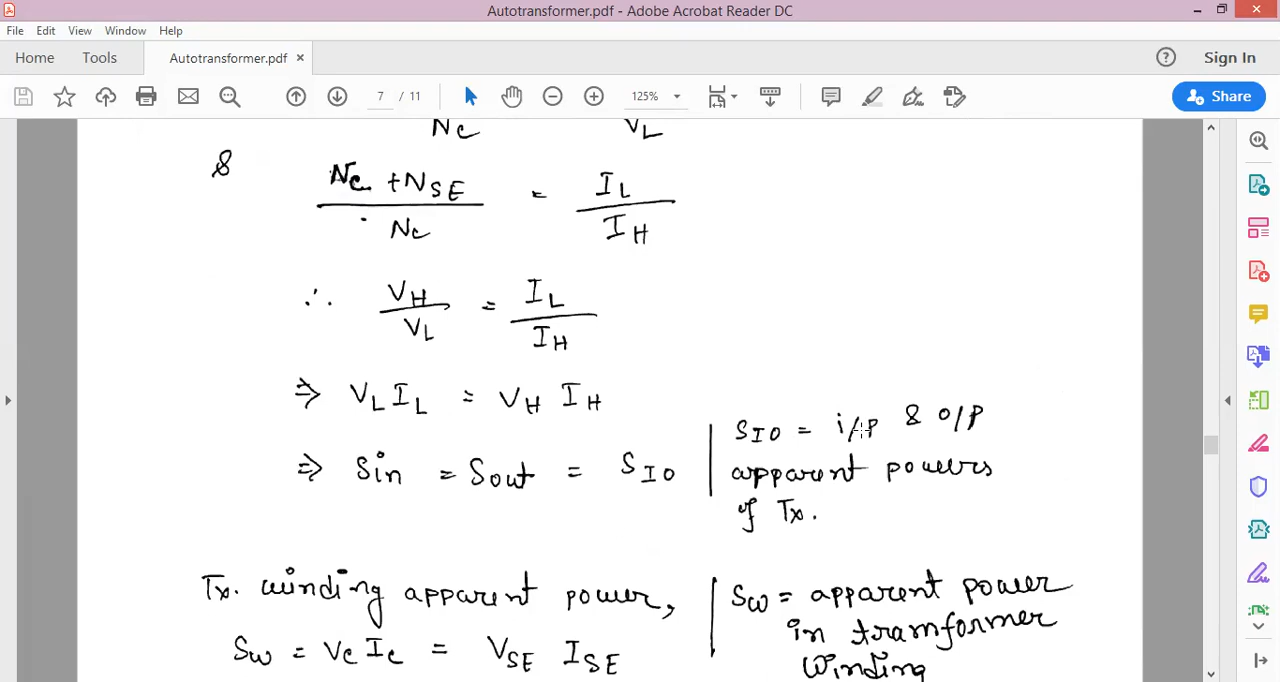 Autotransformer.pdf - Adobe Acrobat Reader DC
File Edit View Window Help
Home Tools Autotransformer.pdf × Sign In
7 / 11 125% Share
Nc VL
& Nc + NSE / Nc = IL / IH
∴ VH / VL = IL / IH
⇒ VL IL = VH IH
⇒ Sin = Sout = SIO
SIO = i/p & o/p
apparent powers
of Tx.
Tx. winding apparent power,
Sw = Vc Ic = VSE ISE
Sw = apparent power
in transformer
winding